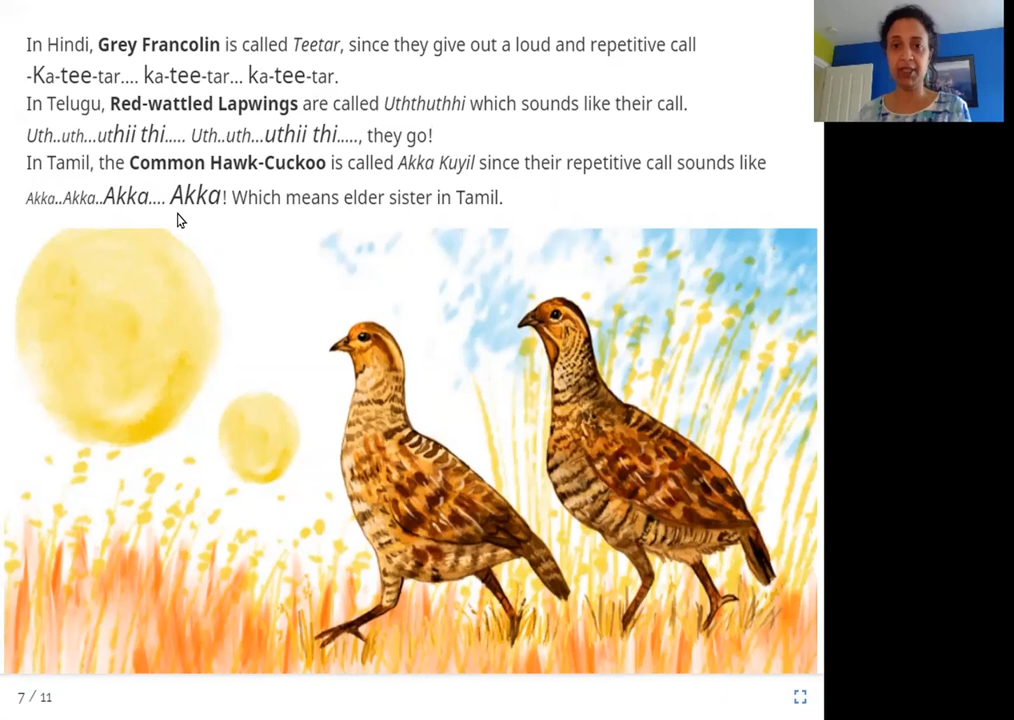 In Hindi, Grey Francolin is called Teetar, since they give out a loud and repetitive call
-Ka-tee-tar.... ka-tee-tar... ka-tee-tar.
In Telugu, Red-wattled Lapwings are called Uththuthhi which sounds like their call.
Uth..uth...uthii thi..... Uth..uth...uthii thi....., they go!
In Tamil, the Common Hawk-Cuckoo is called Akka Kuyil since their repetitive call sounds like
Akka..Akka..Akka.... Akka! Which means elder sister in Tamil.
7 / 11